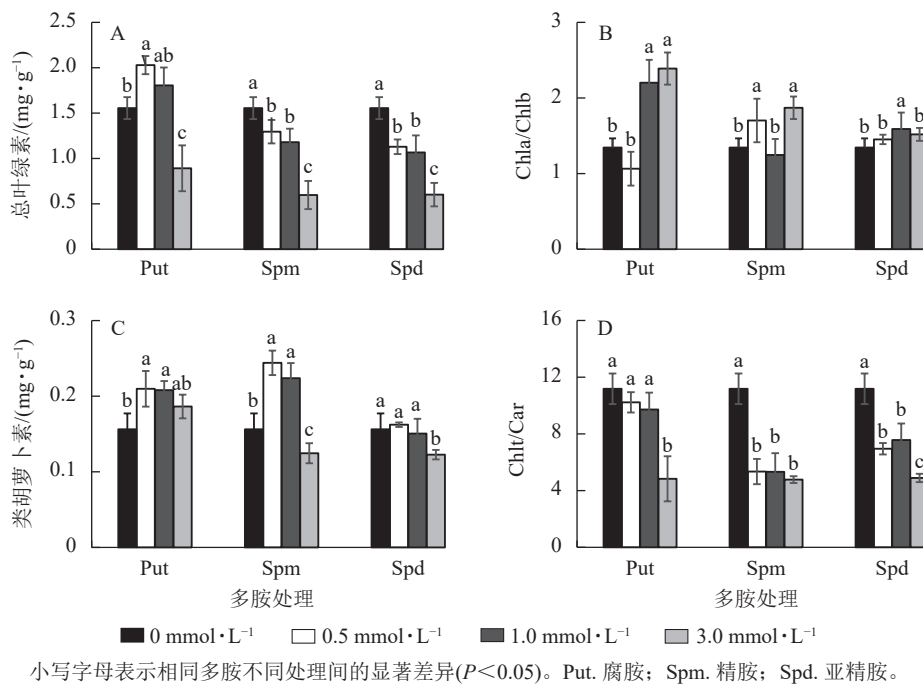 A
总叶绿素/(mg·g⁻¹)
2.5
2.0
1.5
1.0
0.5
0
b a ab c
a b b c
a b b c
Put Spm Spd
B
Chla/Chlb
3
2
1
0
b b a a
b a b a
b b a b
Put Spm Spd
C
类胡萝卜素/(mg·g⁻¹)
0.3
0.2
0.1
0
b a a ab
b a a c
a a a b
Put Spm Spd
多胺处理
D
Chlt/Car
16
12
8
4
0
a a a b
a b b b
a b b c
Put Spm Spd
多胺处理
0 mmol·L⁻¹ 0.5 mmol·L⁻¹ 1.0 mmol·L⁻¹ 3.0 mmol·L⁻¹
小写字母表示相同多胺不同处理间的显著差异(P＜0.05)。Put. 腐胺；Spm. 精胺；Spd. 亚精胺。